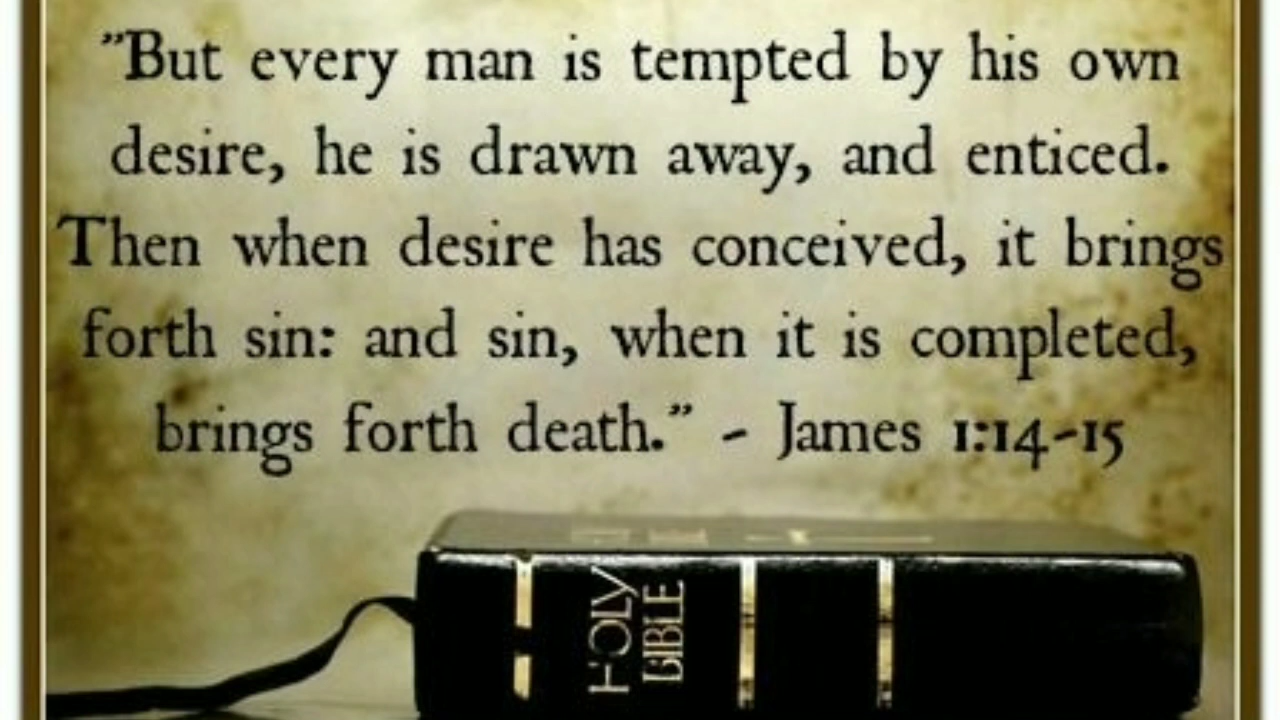 "But every man is tempted by his own
desire, he is drawn away, and enticed.
Then when desire has conceived, it brings
forth sin: and sin, when it is completed,
brings forth death." - James 1:14-15
HOLY
BIBLE